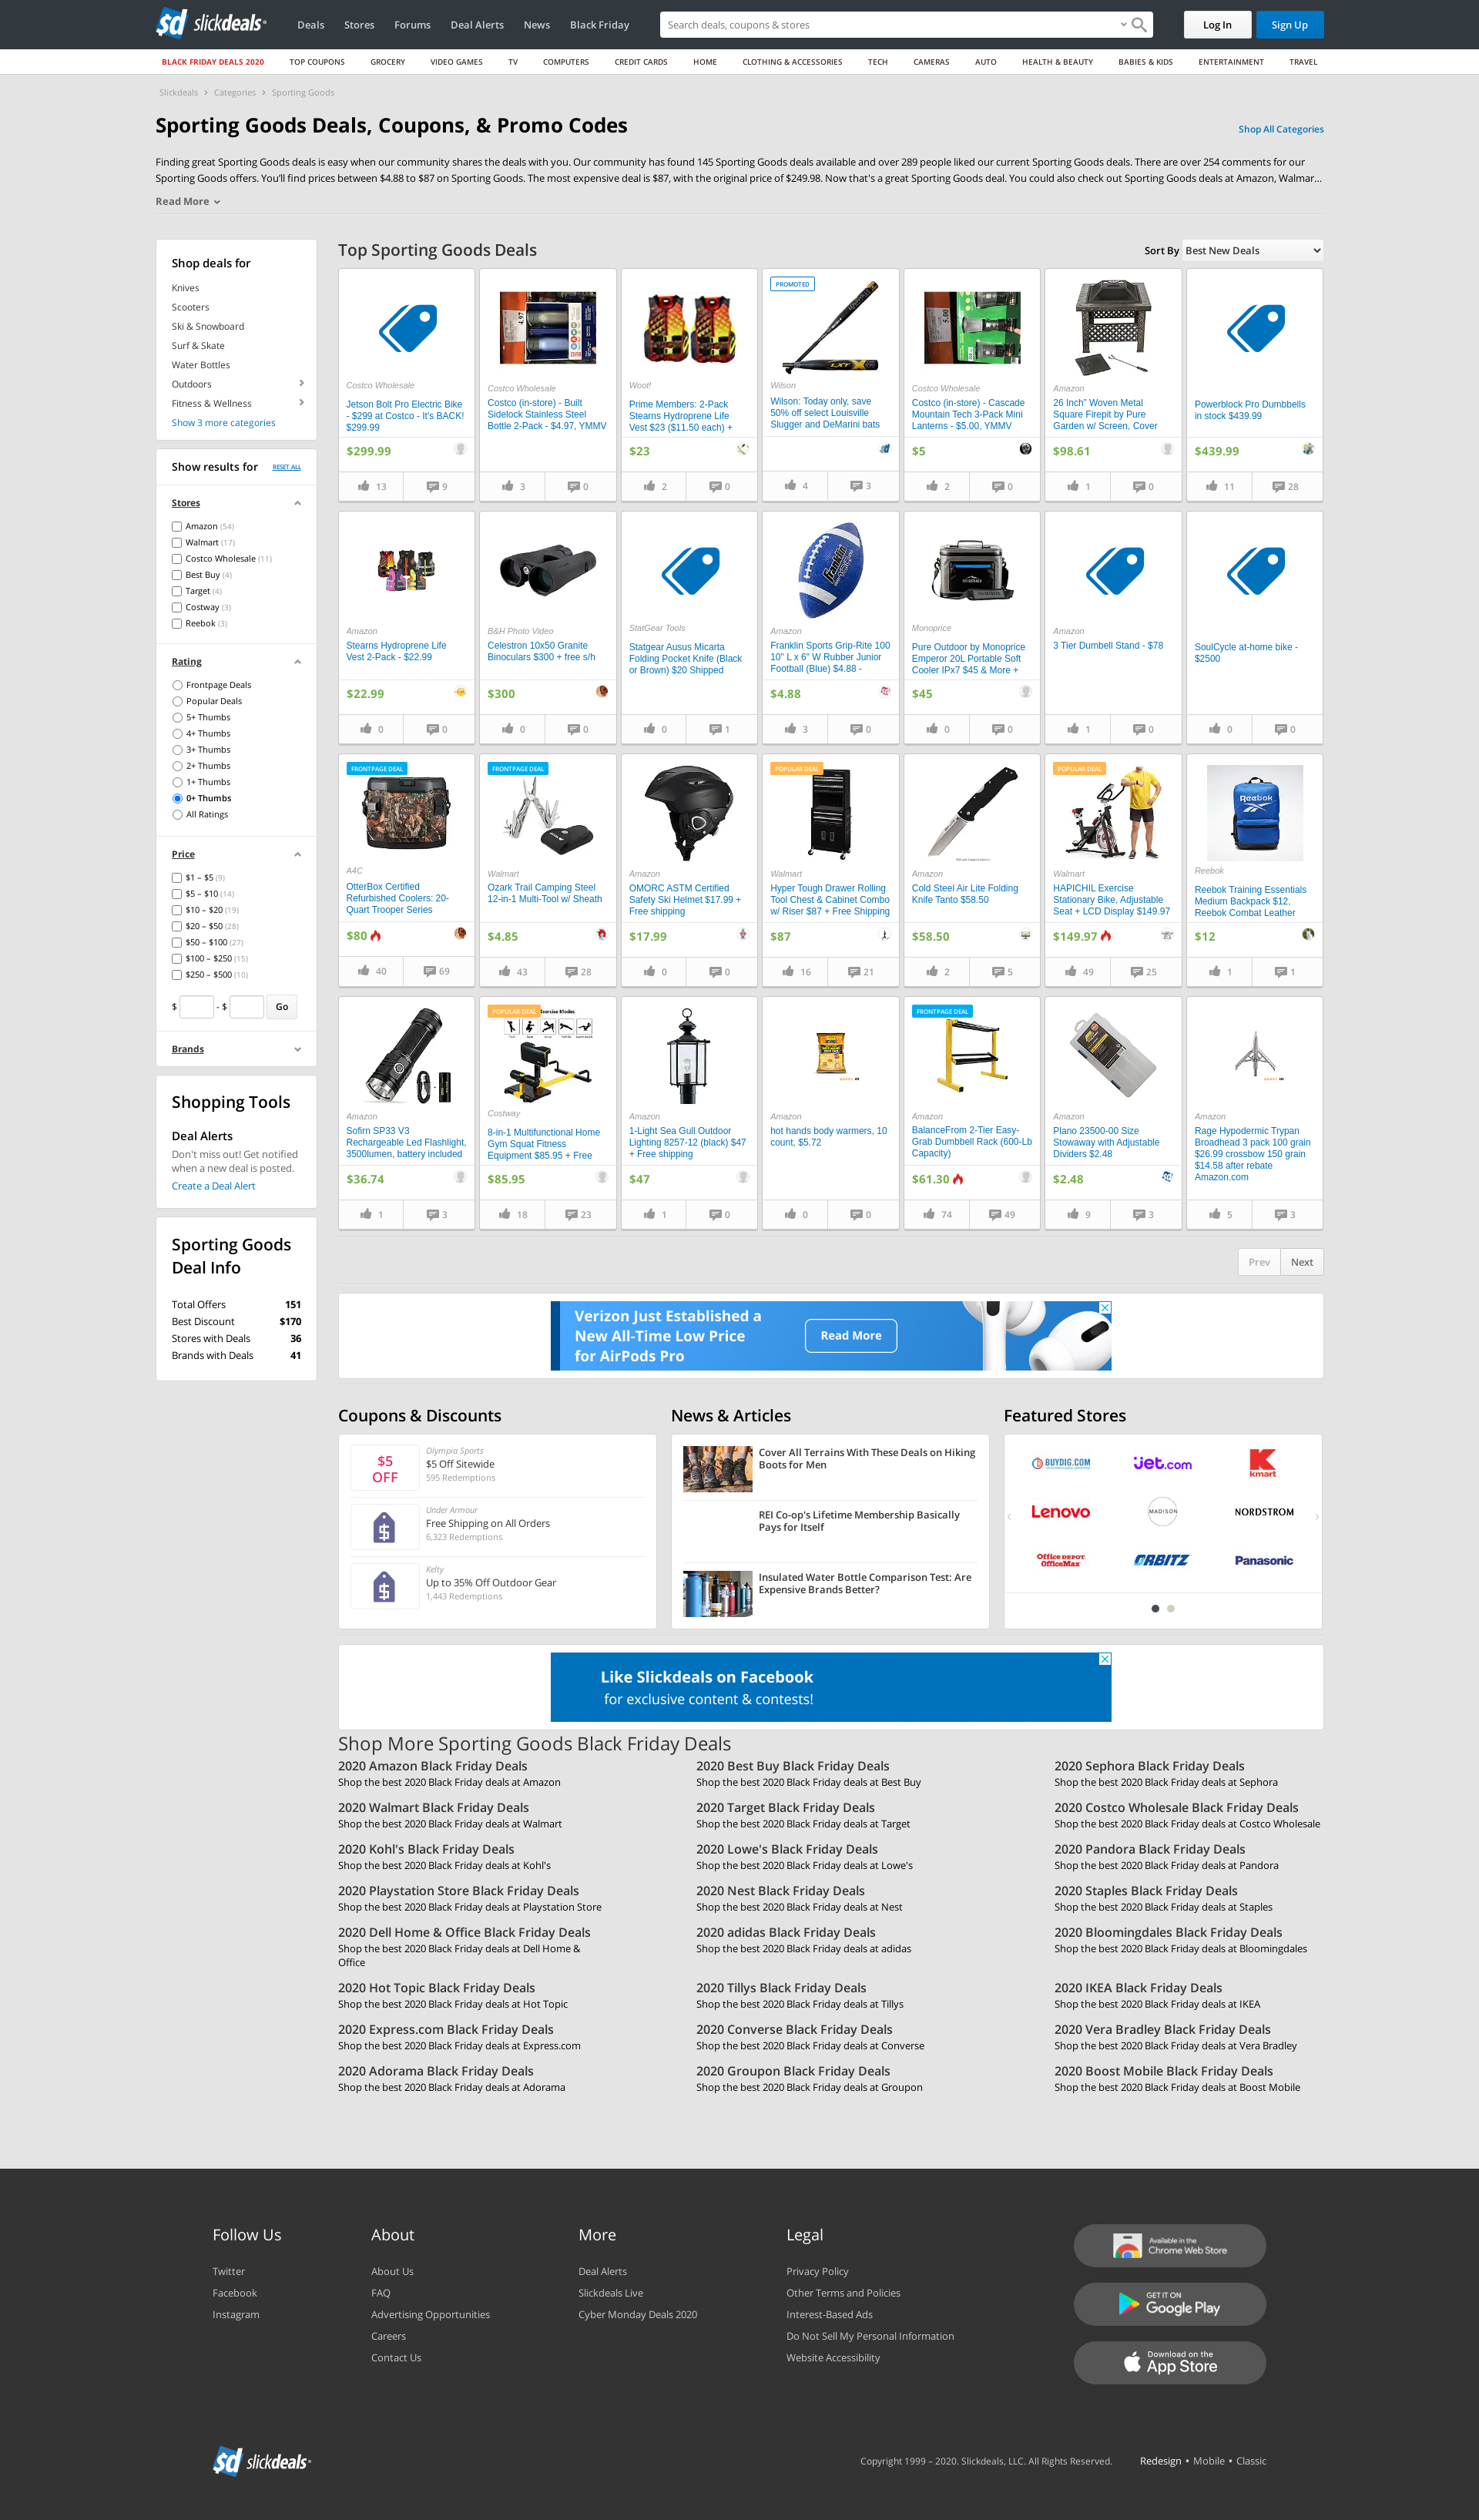 slickdeals
Deals Stores Forums Deal Alerts News Black Friday
Search deals, coupons & stores
Log In Sign Up
BLACK FRIDAY DEALS 2020 TOP COUPONS GROCERY VIDEO GAMES TV COMPUTERS CREDIT CARDS HOME CLOTHING & ACCESSORIES TECH CAMERAS AUTO HEALTH & BEAUTY BABIES & KIDS ENTERTAINMENT TRAVEL
Slickdeals > Categories > Sporting Goods
Sporting Goods Deals, Coupons, & Promo Codes
Shop All Categories
Finding great Sporting Goods deals is easy when our community shares the deals with you. Our community has found 145 Sporting Goods deals available and over 289 people liked our current Sporting Goods deals. There are over 254 comments for our
Sporting Goods offers. You'll find prices between $4.88 to $87 on Sporting Goods. The most expensive deal is $87, with the original price of $249.98. Now that's a great Sporting Goods deal. You could also check out Sporting Goods deals at Amazon, Walmar...
Read More
Shop deals for
Knives
Scooters
Ski & Snowboard
Surf & Skate
Water Bottles
Outdoors
Fitness & Wellness
Show 3 more categories
Show results for RESET ALL
Stores
Amazon (54)
Walmart (17)
Costco Wholesale (11)
Best Buy (4)
Target (4)
Costway (3)
Reebok (3)
Rating
Frontpage Deals
Popular Deals
5+ Thumbs
4+ Thumbs
3+ Thumbs
2+ Thumbs
1+ Thumbs
0+ Thumbs
All Ratings
Price
$1 – $5 (9)
$5 – $10 (14)
$10 – $20 (19)
$20 – $50 (28)
$50 – $100 (27)
$100 – $250 (15)
$250 – $500 (10)
$ - $ Go
Brands
Shopping Tools
Deal Alerts
Don't miss out! Get notified
when a new deal is posted.
Create a Deal Alert
Sporting Goods
Deal Info
Total Offers 151
Best Discount $170
Stores with Deals 36
Brands with Deals 41
Top Sporting Goods Deals
Sort By Best New Deals
Costco Wholesale
Jetson Bolt Pro Electric Bike
- $299 at Costco - It's BACK!
$299.99
$299.99
13 9
4.97
Costco Wholesale
Costco (in-store) - Built
Sidelock Stainless Steel
Bottle 2-Pack - $4.97, YMMV
3 0
Woot!
Prime Members: 2-Pack
Stearns Hydroprene Life
Vest $23 ($11.50 each) +
$23
2 0
PROMOTED
LXT
Wilson
Wilson: Today only, save
50% off select Louisville
Slugger and DeMarini bats
4 3
5.00
Costco Wholesale
Costco (in-store) - Cascade
Mountain Tech 3-Pack Mini
Lanterns - $5.00, YMMV
$5
2 0
Amazon
26 Inch" Woven Metal
Square Firepit by Pure
Garden w/ Screen, Cover
$98.61
1 0
Powerblock Pro Dumbbells
in stock $439.99
$439.99
11 28
Amazon
Stearns Hydroprene Life
Vest 2-Pack - $22.99
$22.99
0 0
B&H Photo Video
Celestron 10x50 Granite
Binoculars $300 + free s/h
$300
0 0
StatGear Tools
Statgear Ausus Micarta
Folding Pocket Knife (Black
or Brown) $20 Shipped
0 1
Franklin
Amazon
Franklin Sports Grip-Rite 100
10" L x 6" W Rubber Junior
Football (Blue) $4.88 -
$4.88
3 0
Monoprice
Pure Outdoor by Monoprice
Emperor 20L Portable Soft
Cooler IPx7 $45 & More +
$45
0 0
Amazon
3 Tier Dumbell Stand - $78
1 0
SoulCycle at-home bike -
$2500
0 0
FRONTPAGE DEAL
A4C
OtterBox Certified
Refurbished Coolers: 20-
Quart Trooper Series
$80
40 69
FRONTPAGE DEAL
Walmart
Ozark Trail Camping Steel
12-in-1 Multi-Tool w/ Sheath
$4.85
43 28
Amazon
OMORC ASTM Certified
Safety Ski Helmet $17.99 +
Free shipping
$17.99
0 0
POPULAR DEAL
Walmart
Hyper Tough Drawer Rolling
Tool Chest & Cabinet Combo
w/ Riser $87 + Free Shipping
$87
16 21
Amazon
Cold Steel Air Lite Folding
Knife Tanto $58.50
$58.50
2 5
POPULAR DEAL
Walmart
HAPICHIL Exercise
Stationary Bike, Adjustable
Seat + LCD Display $149.97
$149.97
49 25
Reebok
Reebok
Reebok Training Essentials
Medium Backpack $12,
Reebok Combat Leather
$12
1 1
Amazon
Sofirn SP33 V3
Rechargeable Led Flashlight,
3500lumen, battery included
$36.74
1 3
POPULAR DEAL
Exercise Modes
Costway
8-in-1 Multifunctional Home
Gym Squat Fitness
Equipment $85.95 + Free
$85.95
18 23
Amazon
1-Light Sea Gull Outdoor
Lighting 8257-12 (black) $47
+ Free shipping
$47
1 0
Amazon
hot hands body warmers, 10
count, $5.72
0 0
FRONTPAGE DEAL
Amazon
BalanceFrom 2-Tier Easy-
Grab Dumbbell Rack (600-Lb
Capacity)
$61.30
74 49
Amazon
Plano 23500-00 Size
Stowaway with Adjustable
Dividers $2.48
$2.48
9 3
Amazon
Rage Hypodermic Trypan
Broadhead 3 pack 100 grain
$26.99 crossbow 150 grain
$14.58 after rebate
Amazon.com
5 3
Prev Next
Verizon Just Established a
New All-Time Low Price
for AirPods Pro
Read More
Coupons & Discounts
$5
OFF
Olympia Sports
$5 Off Sitewide
595 Redemptions
Under Armour
Free Shipping on All Orders
6,323 Redemptions
Kelty
Up to 35% Off Outdoor Gear
1,443 Redemptions
News & Articles
Cover All Terrains With These Deals on Hiking
Boots for Men
REI Co-op's Lifetime Membership Basically
Pays for Itself
Insulated Water Bottle Comparison Test: Are
Expensive Brands Better?
Featured Stores
BUYDIG.COM Jet.com kmart
Lenovo MADISON NORDSTROM
Office DEPOT
OfficeMax
ORBITZ Panasonic
Like Slickdeals on Facebook
for exclusive content & contests!
Shop More Sporting Goods Black Friday Deals
2020 Amazon Black Friday Deals 2020 Best Buy Black Friday Deals 2020 Sephora Black Friday Deals
Shop the best 2020 Black Friday deals at Amazon Shop the best 2020 Black Friday deals at Best Buy Shop the best 2020 Black Friday deals at Sephora
2020 Walmart Black Friday Deals 2020 Target Black Friday Deals 2020 Costco Wholesale Black Friday Deals
Shop the best 2020 Black Friday deals at Walmart Shop the best 2020 Black Friday deals at Target Shop the best 2020 Black Friday deals at Costco Wholesale
2020 Kohl's Black Friday Deals 2020 Lowe's Black Friday Deals 2020 Pandora Black Friday Deals
Shop the best 2020 Black Friday deals at Kohl's Shop the best 2020 Black Friday deals at Lowe's Shop the best 2020 Black Friday deals at Pandora
2020 Playstation Store Black Friday Deals 2020 Nest Black Friday Deals 2020 Staples Black Friday Deals
Shop the best 2020 Black Friday deals at Playstation Store Shop the best 2020 Black Friday deals at Nest Shop the best 2020 Black Friday deals at Staples
2020 Dell Home & Office Black Friday Deals 2020 adidas Black Friday Deals 2020 Bloomingdales Black Friday Deals
Shop the best 2020 Black Friday deals at Dell Home & Shop the best 2020 Black Friday deals at adidas Shop the best 2020 Black Friday deals at Bloomingdales
Office
2020 Hot Topic Black Friday Deals 2020 Tillys Black Friday Deals 2020 IKEA Black Friday Deals
Shop the best 2020 Black Friday deals at Hot Topic Shop the best 2020 Black Friday deals at Tillys Shop the best 2020 Black Friday deals at IKEA
2020 Express.com Black Friday Deals 2020 Converse Black Friday Deals 2020 Vera Bradley Black Friday Deals
Shop the best 2020 Black Friday deals at Express.com Shop the best 2020 Black Friday deals at Converse Shop the best 2020 Black Friday deals at Vera Bradley
2020 Adorama Black Friday Deals 2020 Groupon Black Friday Deals 2020 Boost Mobile Black Friday Deals
Shop the best 2020 Black Friday deals at Adorama Shop the best 2020 Black Friday deals at Groupon Shop the best 2020 Black Friday deals at Boost Mobile
Follow Us
Twitter
Facebook
Instagram
About
About Us
FAQ
Advertising Opportunities
Careers
Contact Us
More
Deal Alerts
Slickdeals Live
Cyber Monday Deals 2020
Legal
Privacy Policy
Other Terms and Policies
Interest-Based Ads
Do Not Sell My Personal Information
Website Accessibility
Available in the
Chrome Web Store
GET IT ON
Google Play
Download on the
App Store
slickdeals
Copyright 1999 – 2020. Slickdeals, LLC. All Rights Reserved. Redesign • Mobile • Classic